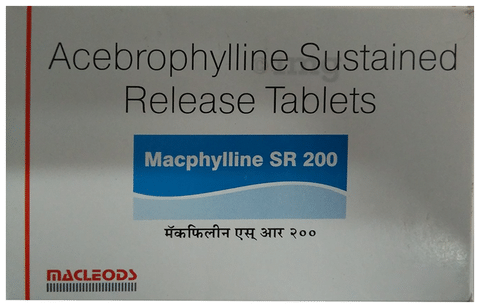 Acebrophylline Sustained
Release Tablets
Macphylline SR 200
मॅकफिलीन एस् आर २००
MACLEODS